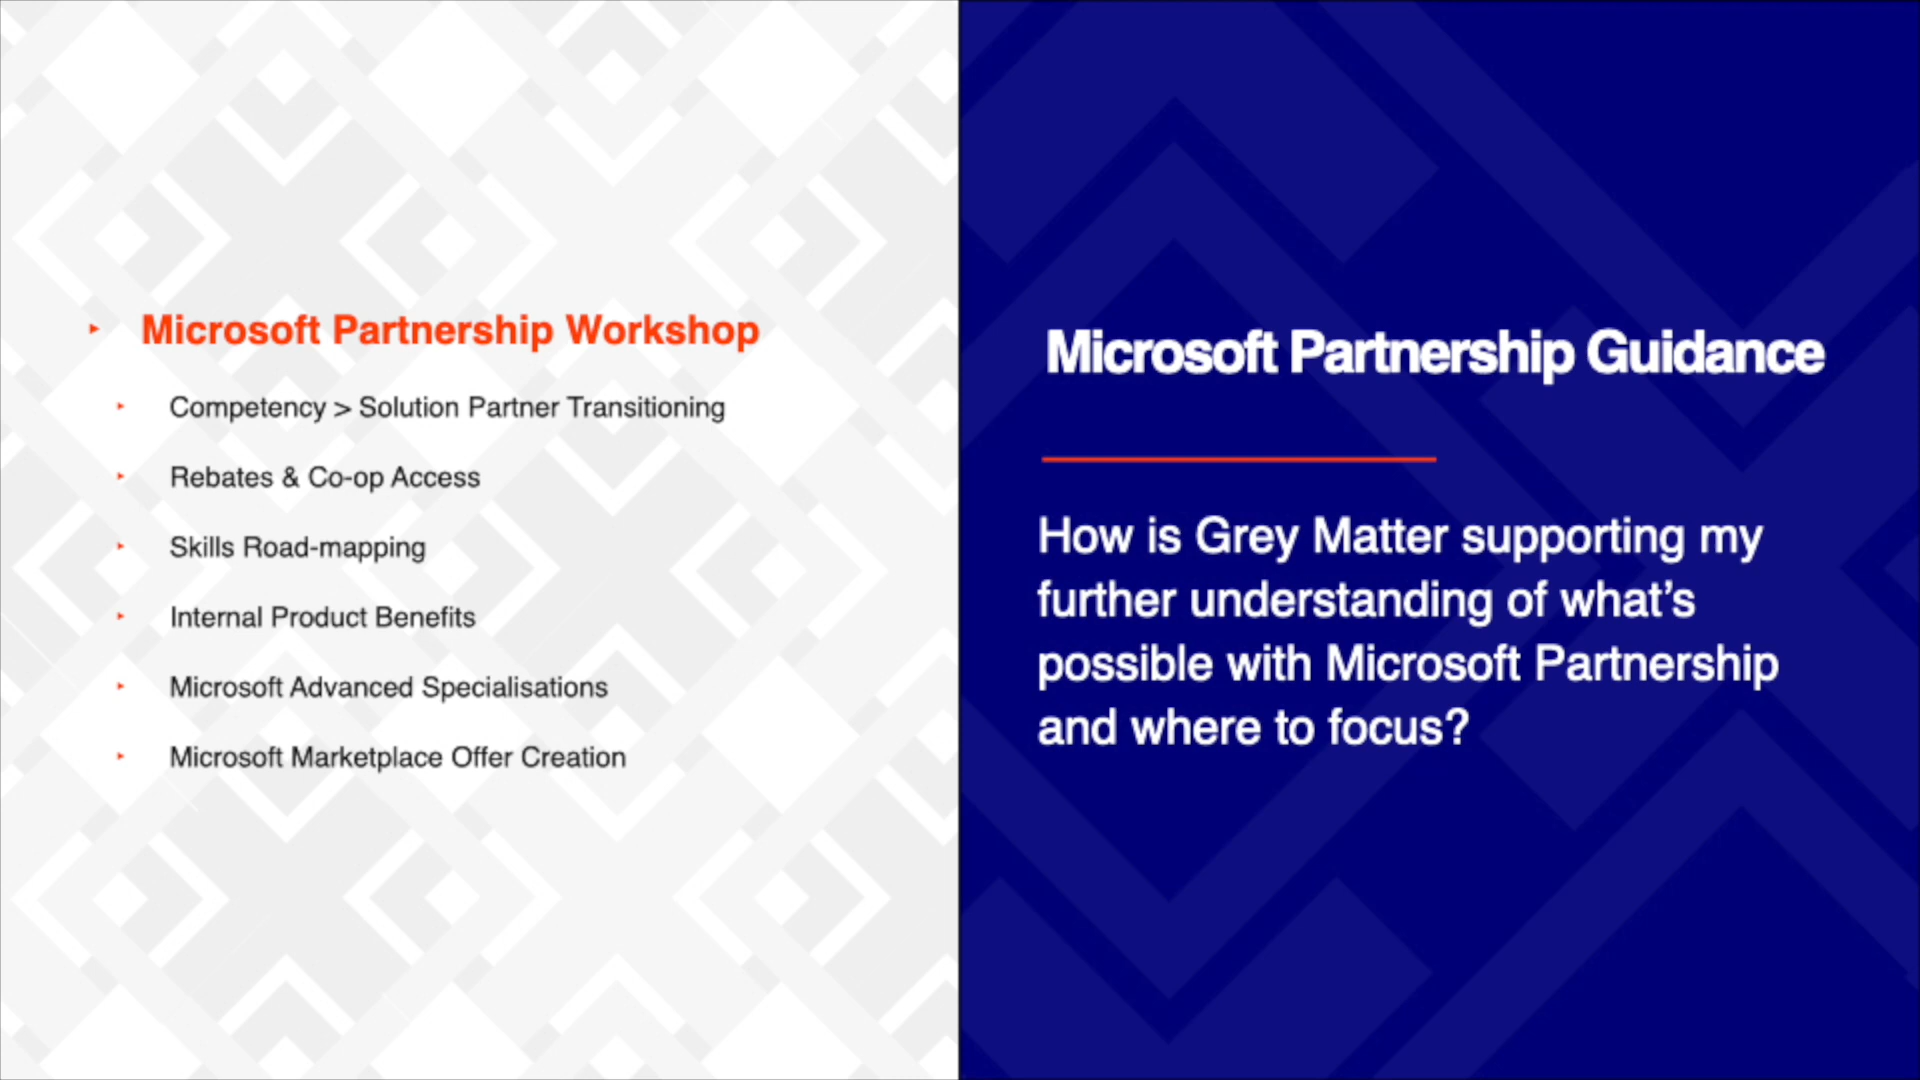 Microsoft Partnership Workshop
Competency > Solution Partner Transitioning
Rebates & Co-op Access
Skills Road-mapping
Internal Product Benefits
Microsoft Advanced Specialisations
Microsoft Marketplace Offer Creation
Microsoft Partnership Guidance
How is Grey Matter supporting my
further understanding of what’s
possible with Microsoft Partnership
and where to focus?